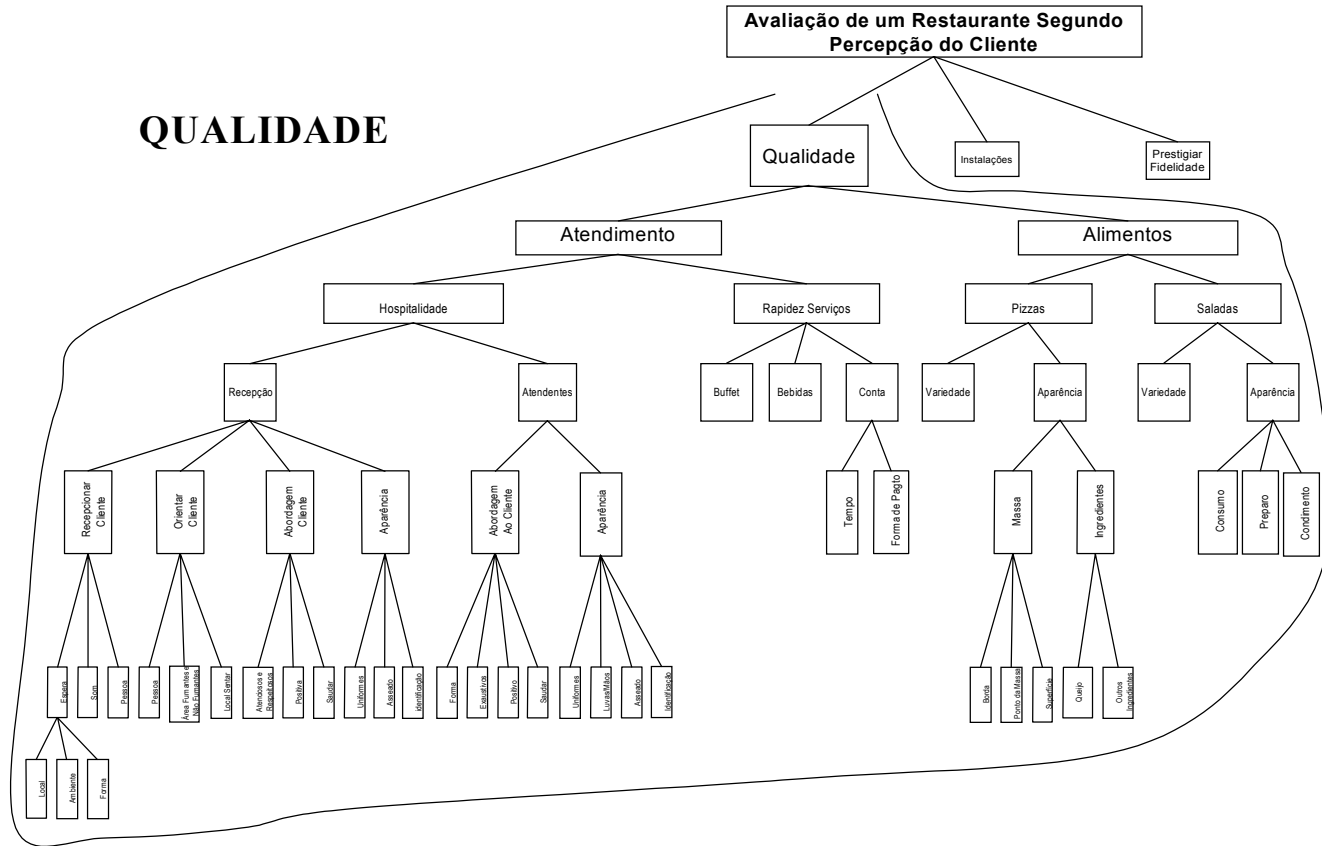 Avaliação de um Restaurante Segundo
Percepção do Cliente
QUALIDADE
Qualidade
Instalações
Prestigiar
Fidelidade
Atendimento
Alimentos
Hospitalidade
Rapidez Serviços
Pizzas
Saladas
Recepção
Atendentes
Buffet
Bebidas
Conta
Variedade
Aparência
Variedade
Aparência
Recepcionar
Cliente
Orientar
Cliente
Abordagem
Cliente
Aparência
Abordagem
Ao Cliente
Aparência
Tempo
Forma de Pagto
Massa
Ingredientes
Consumo
Preparo
Condimento
Espera
Som
Pessoa
Pessoa
Área Fumantes e
Não Fumantes
Local Sentar
Atenciosos e
Respeitosos
Positiva
Saudar
Uniformes
Asseado
identificação
Forma
Exaustivos
Positivo
Saudar
Uniformes
Luvas/Mãos
Asseado
Identificação
Borda
Ponto da Massa
Superfície
Queijo
Outros
Ingredientes
Local
Ambiente
Forma